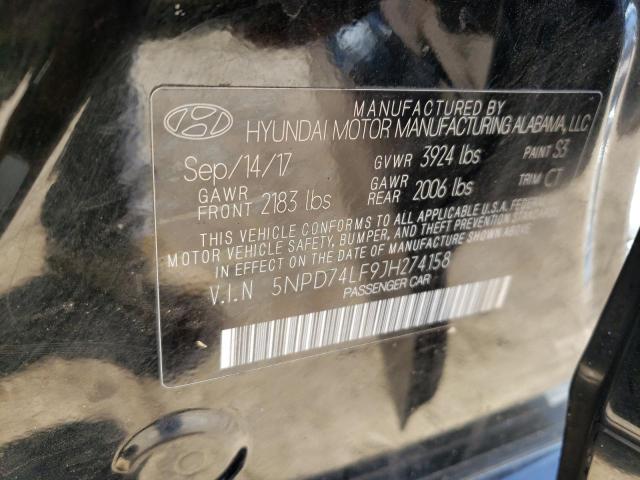 MANUFACTURED BY
HYUNDAI MOTOR MANUFACTURING ALABAMA, LLC
Sep/14/17 GVWR 3924 lbs PAINT S3
GAWR FRONT 2183 lbs GAWR REAR 2006 lbs TRIM CT
THIS VEHICLE CONFORMS TO ALL APPLICABLE U.S.A. FEDERAL
MOTOR VEHICLE SAFETY, BUMPER, AND THEFT PREVENTION STANDARDS
IN EFFECT ON THE DATE OF MANUFACTURE SHOWN ABOVE.
V.I.N 5NPD74LF9JH274158
PASSENGER CAR